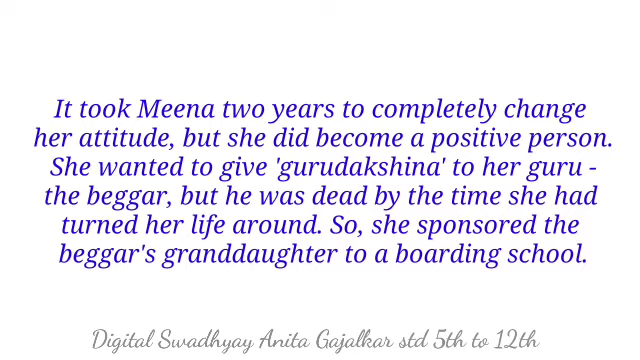 It took Meena two years to completely change
her attitude, but she did become a positive person.
She wanted to give 'gurudakshina' to her guru -
the beggar, but he was dead by the time she had
turned her life around. So, she sponsored the
beggar's granddaughter to a boarding school.
Digital Swadhyay Anita Gajalkar std 5th to 12th